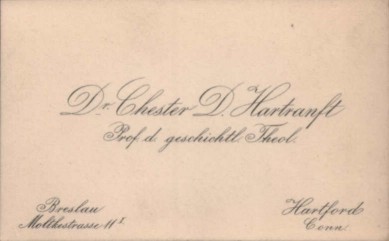 Dr. Chester D. Hartranft
Prof. d. geschichtl. Theol.
Breslau
Moltkestrasse 11 I.
Hartford
Conn.